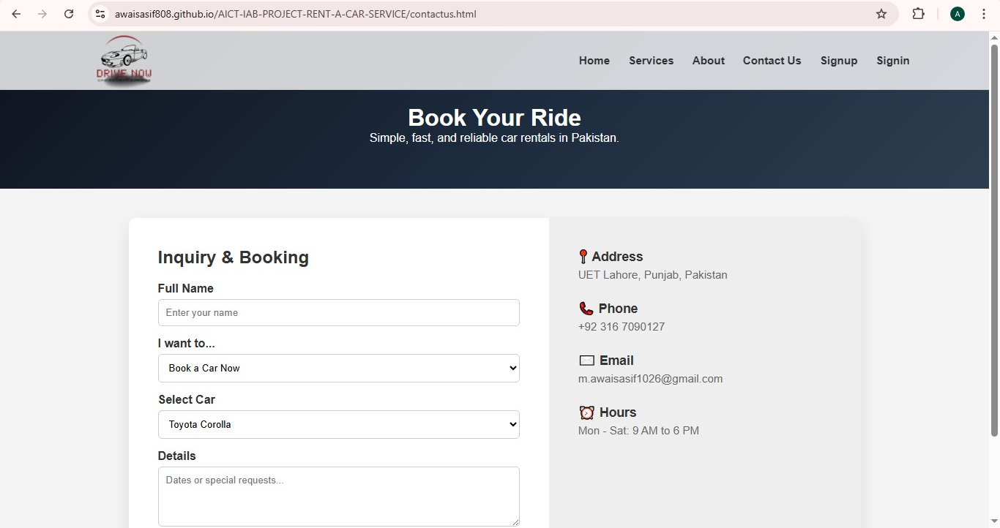 awaisasif808.github.io/AICT-IAB-PROJECT-RENT-A-CAR-SERVICE/contactus.html
A
DRIVE NOW
Home Services About Contact Us Signup Signin
Book Your Ride
Simple, fast, and reliable car rentals in Pakistan.
Inquiry & Booking
Full Name
Enter your name
I want to...
Book a Car Now
Select Car
Toyota Corolla
Details
Dates or special requests...
Address
UET Lahore, Punjab, Pakistan
Phone
+92 316 7090127
Email
m.awaisasif1026@gmail.com
Hours
Mon - Sat: 9 AM to 6 PM